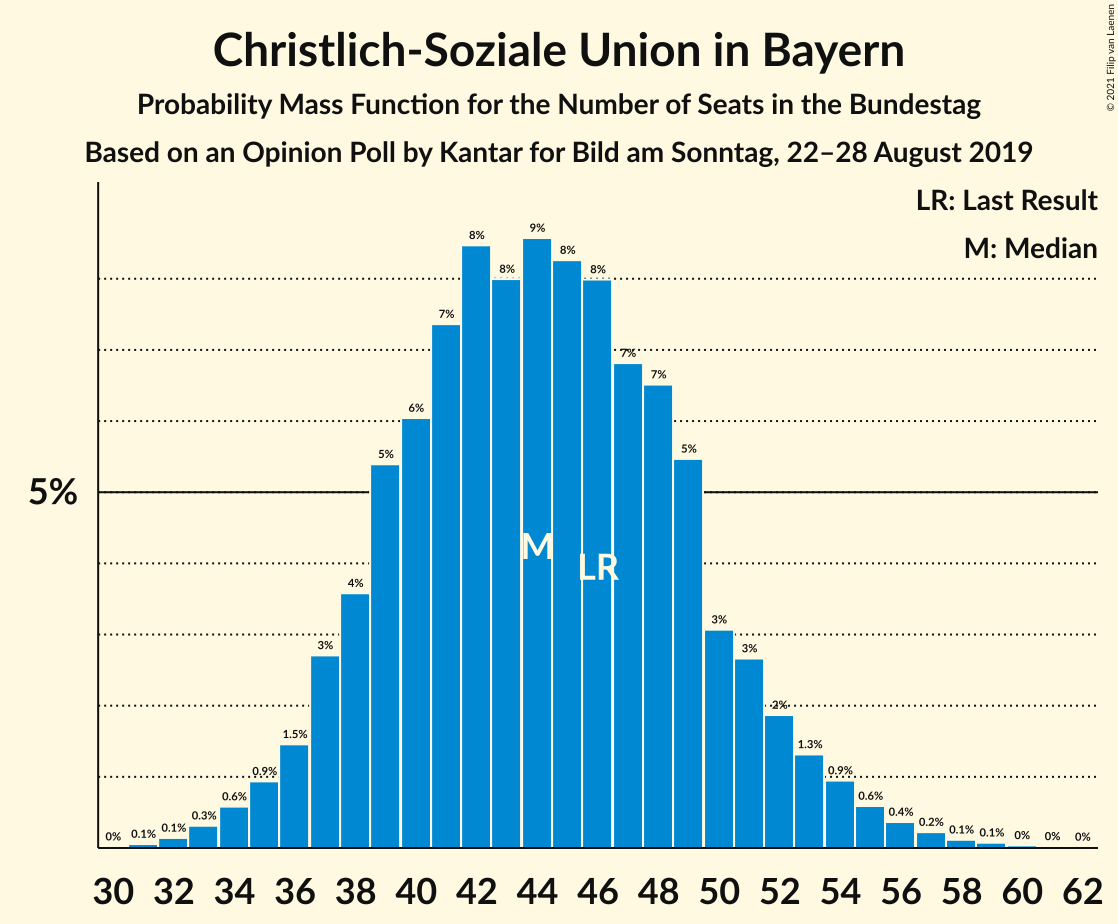 Christlich-Soziale Union in Bayern
Probability Mass Function for the Number of Seats in the Bundestag
Based on an Opinion Poll by Kantar for Bild am Sonntag, 22–28 August 2019
© 2021 Filip van Laenen
LR: Last Result
M: Median
5%
0% 0.1% 0.1% 0.3% 0.6% 0.9% 1.5% 3% 4% 5% 6% 7% 8% 8% 9% 8% 8% 7% 7% 5% 3% 3% 2% 1.3% 0.9% 0.6% 0.4% 0.2% 0.1% 0.1% 0% 0% 0%
M
LR
30 32 34 36 38 40 42 44 46 48 50 52 54 56 58 60 62